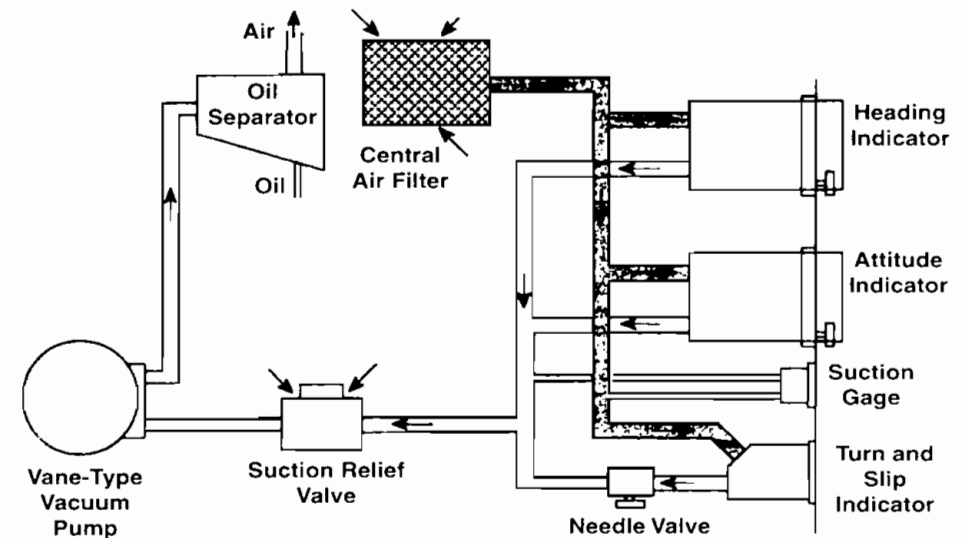 Air
Oil
Separator
Oil
Central
Air Filter
Heading
Indicator
Attitude
Indicator
Suction
Gage
Turn and
Slip
Indicator
Needle Valve
Suction Relief
Valve
Vane-Type
Vacuum
Pump